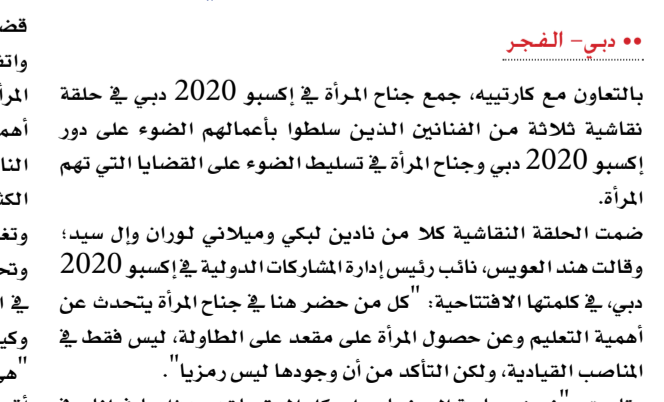 •• دبي- الفجر
بالتعاون مع كارتييه، جمع جناح المرأة في إكسبو 2020 دبي في حلقة
نقاشية ثلاثة من الفنانين الذين سلطوا بأعمالهم الضوء على دور
إكسبو 2020 دبي وجناح المرأة في تسليط الضوء على القضايا التي تهم
المرأة.
ضمت الحلقة النقاشية كلا من نادين لبكي وميلاني لوران وإل سيد؛
وقالت هند العويس، نائب رئيس إدارة المشاركات الدولية في إكسبو 2020
دبي، في كلمتها الافتتاحية: "كل من حضر هنا في جناح المرأة يتحدث عن
أهمية التعليم وعن حصول المرأة على مقعد على الطاولة، ليس فقط في
المناصب القيادية، ولكن التأكد من أن وجودها ليس رمزيا".